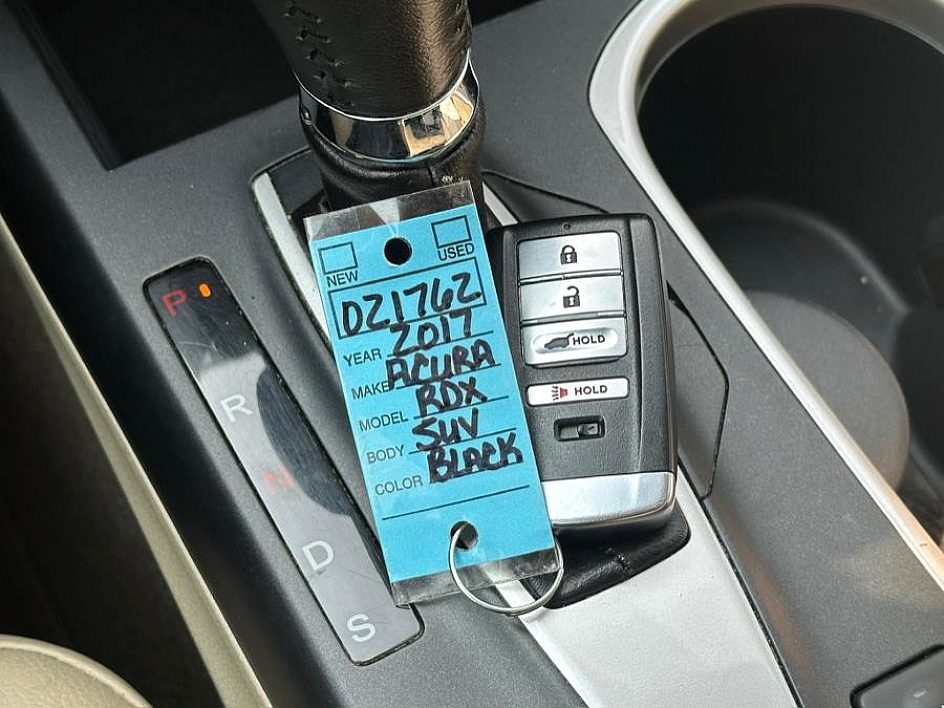 NEW USED
DZ1762
YEAR 2017
MAKE ACURA
MODEL RDX
BODY SUV
COLOR BLACK
HOLD
HOLD
P
R
N
D
S